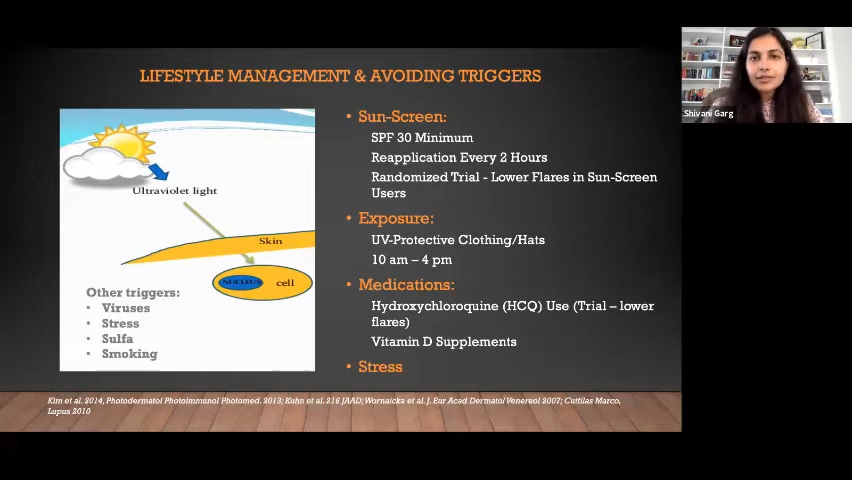 LIFESTYLE MANAGEMENT & AVOIDING TRIGGERS
Shivani Garg
Ultraviolet light
Skin
NUCLEUS
cell
Other triggers:
• Viruses
• Stress
• Sulfa
• Smoking
• Sun-Screen:
SPF 30 Minimum
Reapplication Every 2 Hours
Randomized Trial - Lower Flares in Sun-Screen
Users
• Exposure:
UV-Protective Clothing/Hats
10 am – 4 pm
• Medications:
Hydroxychloroquine (HCQ) Use (Trial – lower
flares)
Vitamin D Supplements
• Stress
Kim et al. 2014, Photodermatol Photoimmunol Photomed. 2013; Kuhn et al. 216 JAAD; Wornaicka et al. J. Eur Acad Dermatol Venereol 2007; Cuttilas Marco,
Lupus 2010